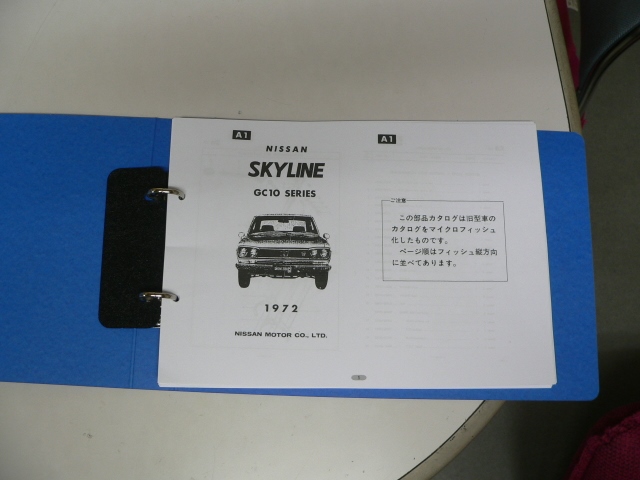 A1
NISSAN
SKYLINE
GC10 SERIES
1972
NISSAN MOTOR CO., LTD.
A1
ご注意
この部品カタログは旧型車の
カタログをマイクロフィッシュ
化したものです。
ページ順はフィッシュ縦方向
に並べてあります。